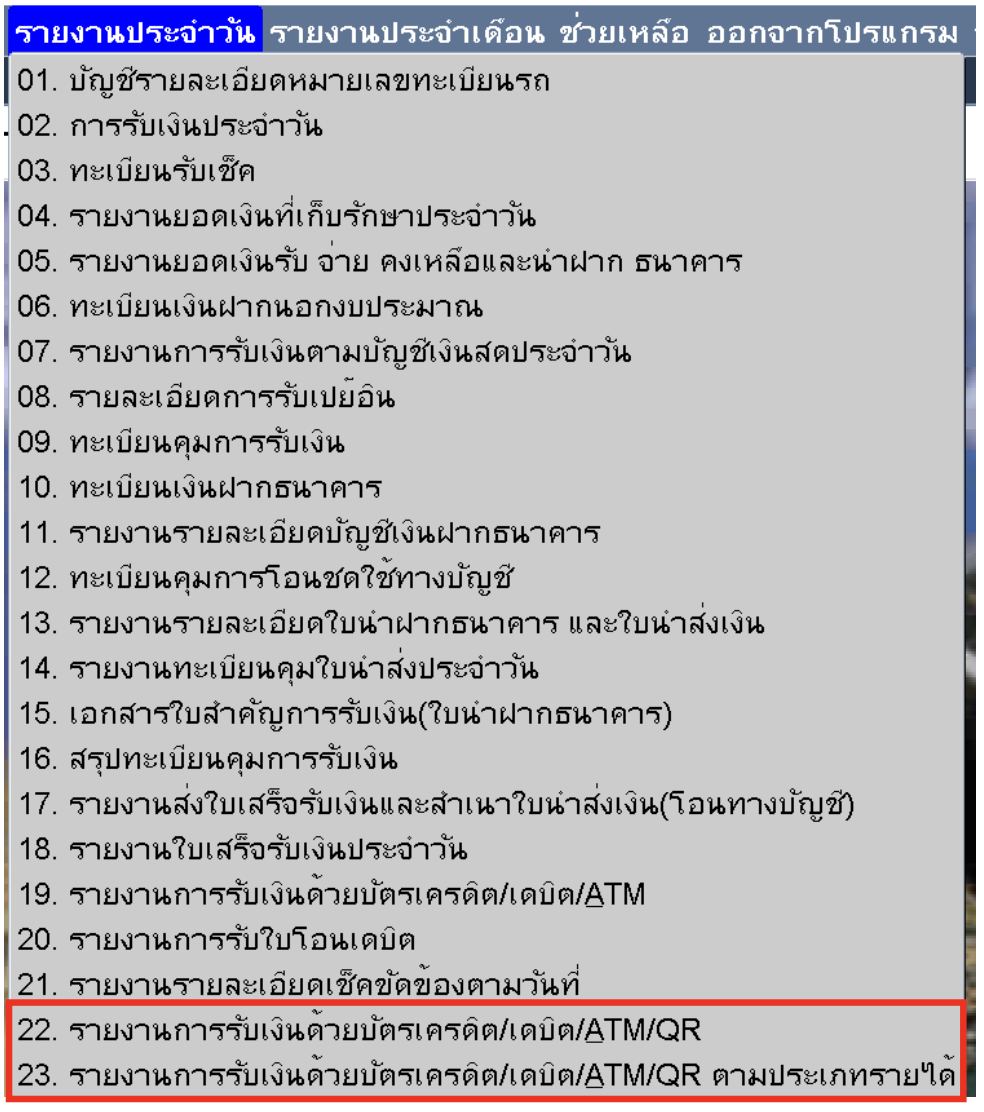 รายงานประจำวัน รายงานประจำเดือน ช่วยเหลือ ออกจากโปรแกรม
01. บัญชีรายละเอียดหมายเลขทะเบียนรถ
02. การรับเงินประจำวัน
03. ทะเบียนรับเช็ค
04. รายงานยอดเงินที่เก็บรักษาประจำวัน
05. รายงานยอดเงินรับ จ่าย คงเหลือและนำฝาก ธนาคาร
06. ทะเบียนเงินฝากนอกงบประมาณ
07. รายงานการรับเงินตามบัญชีเงินสดประจำวัน
08. รายละเอียดการรับเปย์อิน
09. ทะเบียนคุมการรับเงิน
10. ทะเบียนเงินฝากธนาคาร
11. รายงานรายละเอียดบัญชีเงินฝากธนาคาร
12. ทะเบียนคุมการโอนชดใช้ทางบัญชี
13. รายงานรายละเอียดใบนำฝากธนาคาร และใบนำส่งเงิน
14. รายงานทะเบียนคุมใบนำส่งประจำวัน
15. เอกสารใบสำคัญการรับเงิน(ใบนำฝากธนาคาร)
16. สรุปทะเบียนคุมการรับเงิน
17. รายงานส่งใบเสร็จรับเงินและสำเนาใบนำส่งเงิน(โอนทางบัญชี)
18. รายงานใบเสร็จรับเงินประจำวัน
19. รายงานการรับเงินด้วยบัตรเครดิต/เดบิต/ATM
20. รายงานการรับใบโอนเดบิต
21. รายงานรายละเอียดเช็คขัดข้องตามวันที่
22. รายงานการรับเงินด้วยบัตรเครดิต/เดบิต/ATM/QR
23. รายงานการรับเงินด้วยบัตรเครดิต/เดบิต/ATM/QR ตามประเภทรายได้